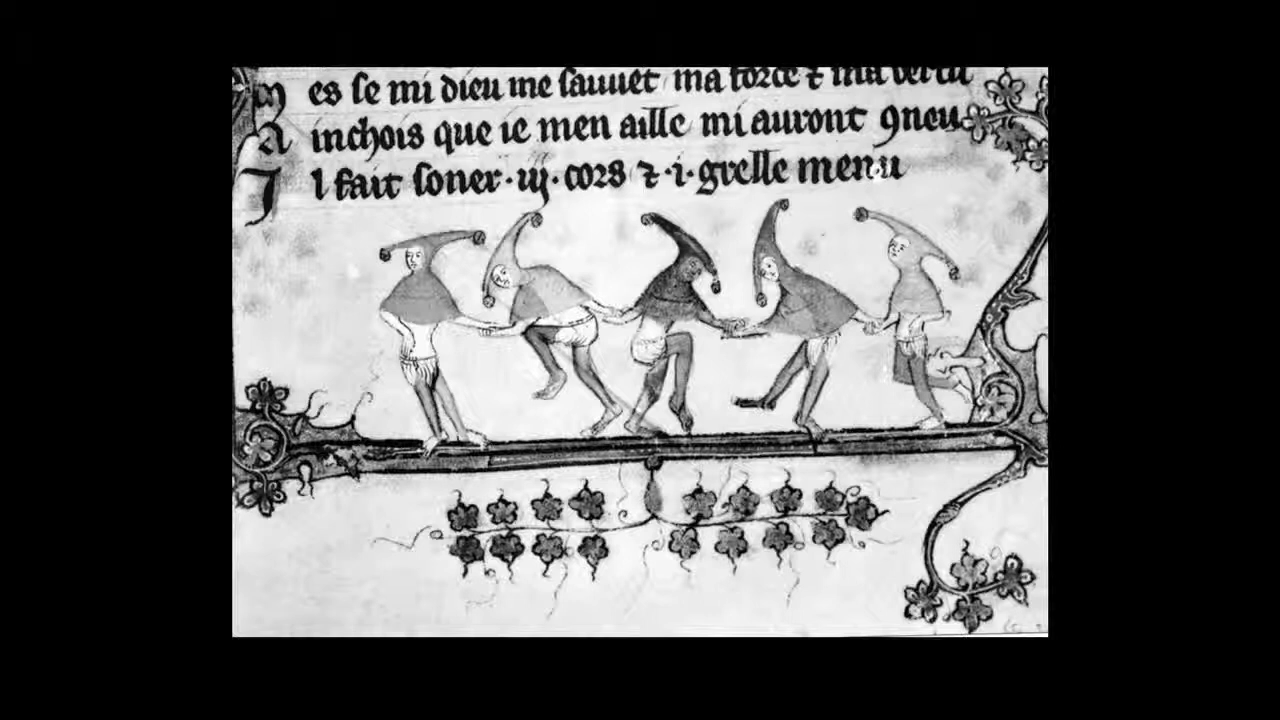 es se mi dieu me sauuet ma force ⁊ ma vertu
A inchois que ie men aille mi auront ꝯneu
J l fait soner·iij·cors ⁊·i·grelle menu